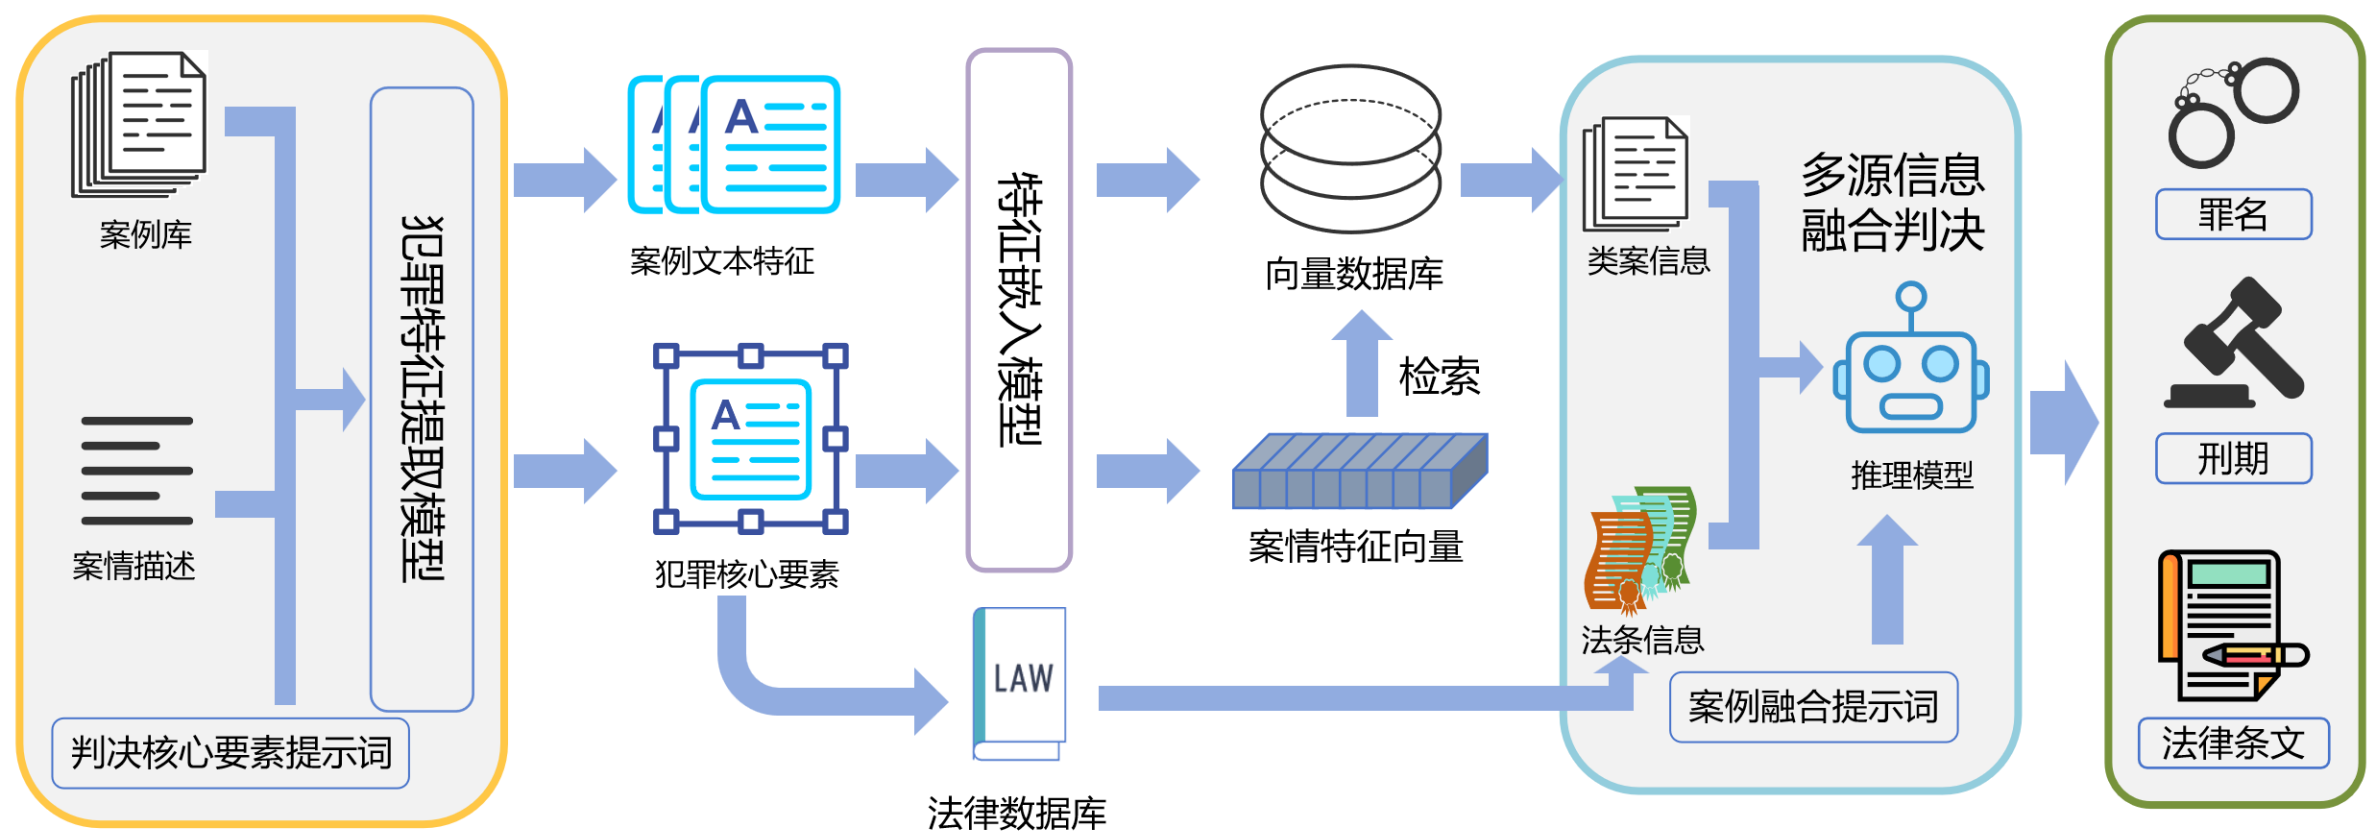 案例库
案情描述
犯罪特征提取模型
判决核心要素提示词
A
A
A
案例文本特征
A
犯罪核心要素
特征嵌入模型
LAW
法律数据库
向量数据库
检索
案情特征向量
类案信息
法条信息
多源信息
融合判决
推理模型
案例融合提示词
罪名
刑期
法律条文